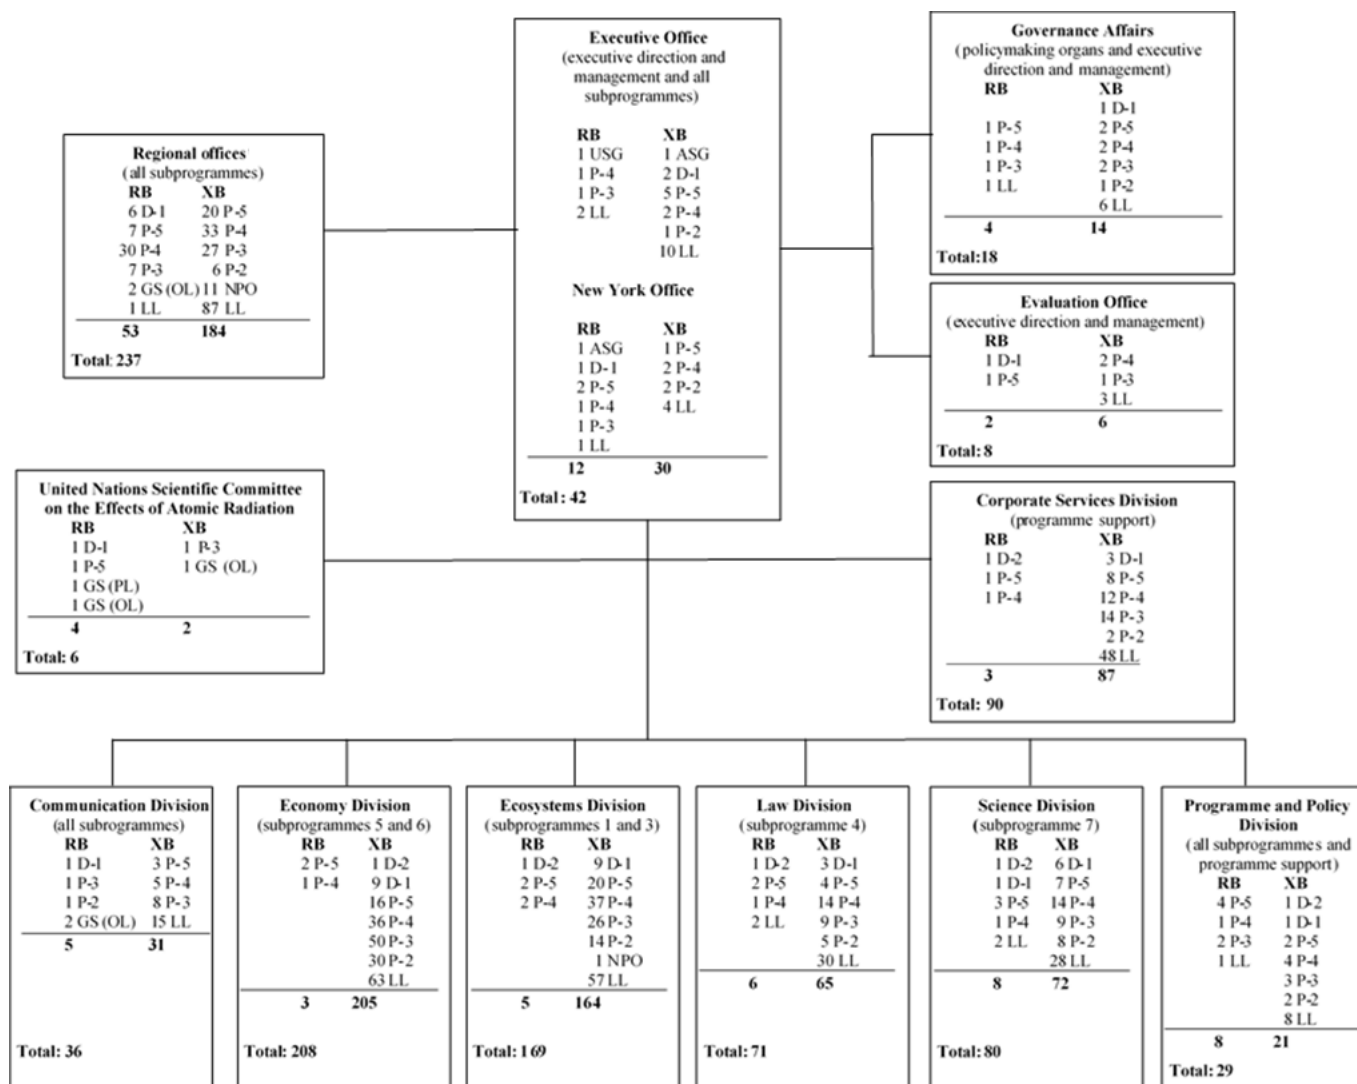 Executive Office
(executive direction and
management and all
subprogrammes)
RB XB
1 USG 1 ASG
1 P-4 2 D-1
1 P-3 5 P-5
2 LL 2 P-4
1 P-2
10 LL
New York Office
RB XB
1 ASG 1 P-5
1 D-1 2 P-4
2 P-5 2 P-2
1 P-4 4 LL
1 P-3
1 LL
12 30
Total: 42
Governance Affairs
(policymaking organs and executive
direction and management)
RB XB
1 D-1
1 P-5 2 P-5
1 P-4 2 P-4
1 P-3 2 P-3
1 LL 1 P-2
6 LL
4 14
Total:18
Regional offices
(all subprogrammes)
RB XB
6 D-1 20 P-5
7 P-5 33 P-4
30 P-4 27 P-3
7 P-3 6 P-2
2 GS (OL) 11 NPO
1 LL 87 LL
53 184
Total: 237
Evaluation Office
(executive direction and management)
RB XB
1 D-1 2 P-4
1 P-5 1 P-3
3 LL
2 6
Total: 8
United Nations Scientific Committee
on the Effects of Atomic Radiation
RB XB
1 D-1 1 P-3
1 P-5 1 GS (OL)
1 GS (PL)
1 GS (OL)
4 2
Total: 6
Corporate Services Division
(programme support)
RB XB
1 D-2 3 D-1
1 P-5 8 P-5
1 P-4 12 P-4
14 P-3
2 P-2
48 LL
3 87
Total: 90
Communication Division
(all subrogrammes)
RB XB
1 D-1 3 P-5
1 P-3 5 P-4
1 P-2 8 P-3
2 GS (OL) 15 LL
5 31
Total: 36
Economy Division
(subprogrammes 5 and 6)
RB XB
2 P-5 1 D-2
1 P-4 9 D-1
16 P-5
36 P-4
50 P-3
30 P-2
63 LL
3 205
Total: 208
Ecosystems Division
(subprogrammes 1 and 3)
RB XB
1 D-2 9 D-1
2 P-5 20 P-5
2 P-4 37 P-4
26 P-3
14 P-2
1 NPO
57 LL
5 164
Total: 169
Law Division
(subprogramme 4)
RB XB
1 D-2 3 D-1
2 P-5 4 P-5
1 P-4 14 P-4
2 LL 9 P-3
5 P-2
30 LL
6 65
Total: 71
Science Division
(subprogramme 7)
RB XB
1 D-2 6 D-1
1 D-1 7 P-5
3 P-5 14 P-4
1 P-4 9 P-3
2 LL 8 P-2
28 LL
8 72
Total: 80
Programme and Policy
Division
(all subprogrammes and
programme support)
RB XB
4 P-5 1 D-2
1 P-4 1 D-1
2 P-3 2 P-5
1 LL 4 P-4
3 P-3
2 P-2
8 LL
8 21
Total: 29